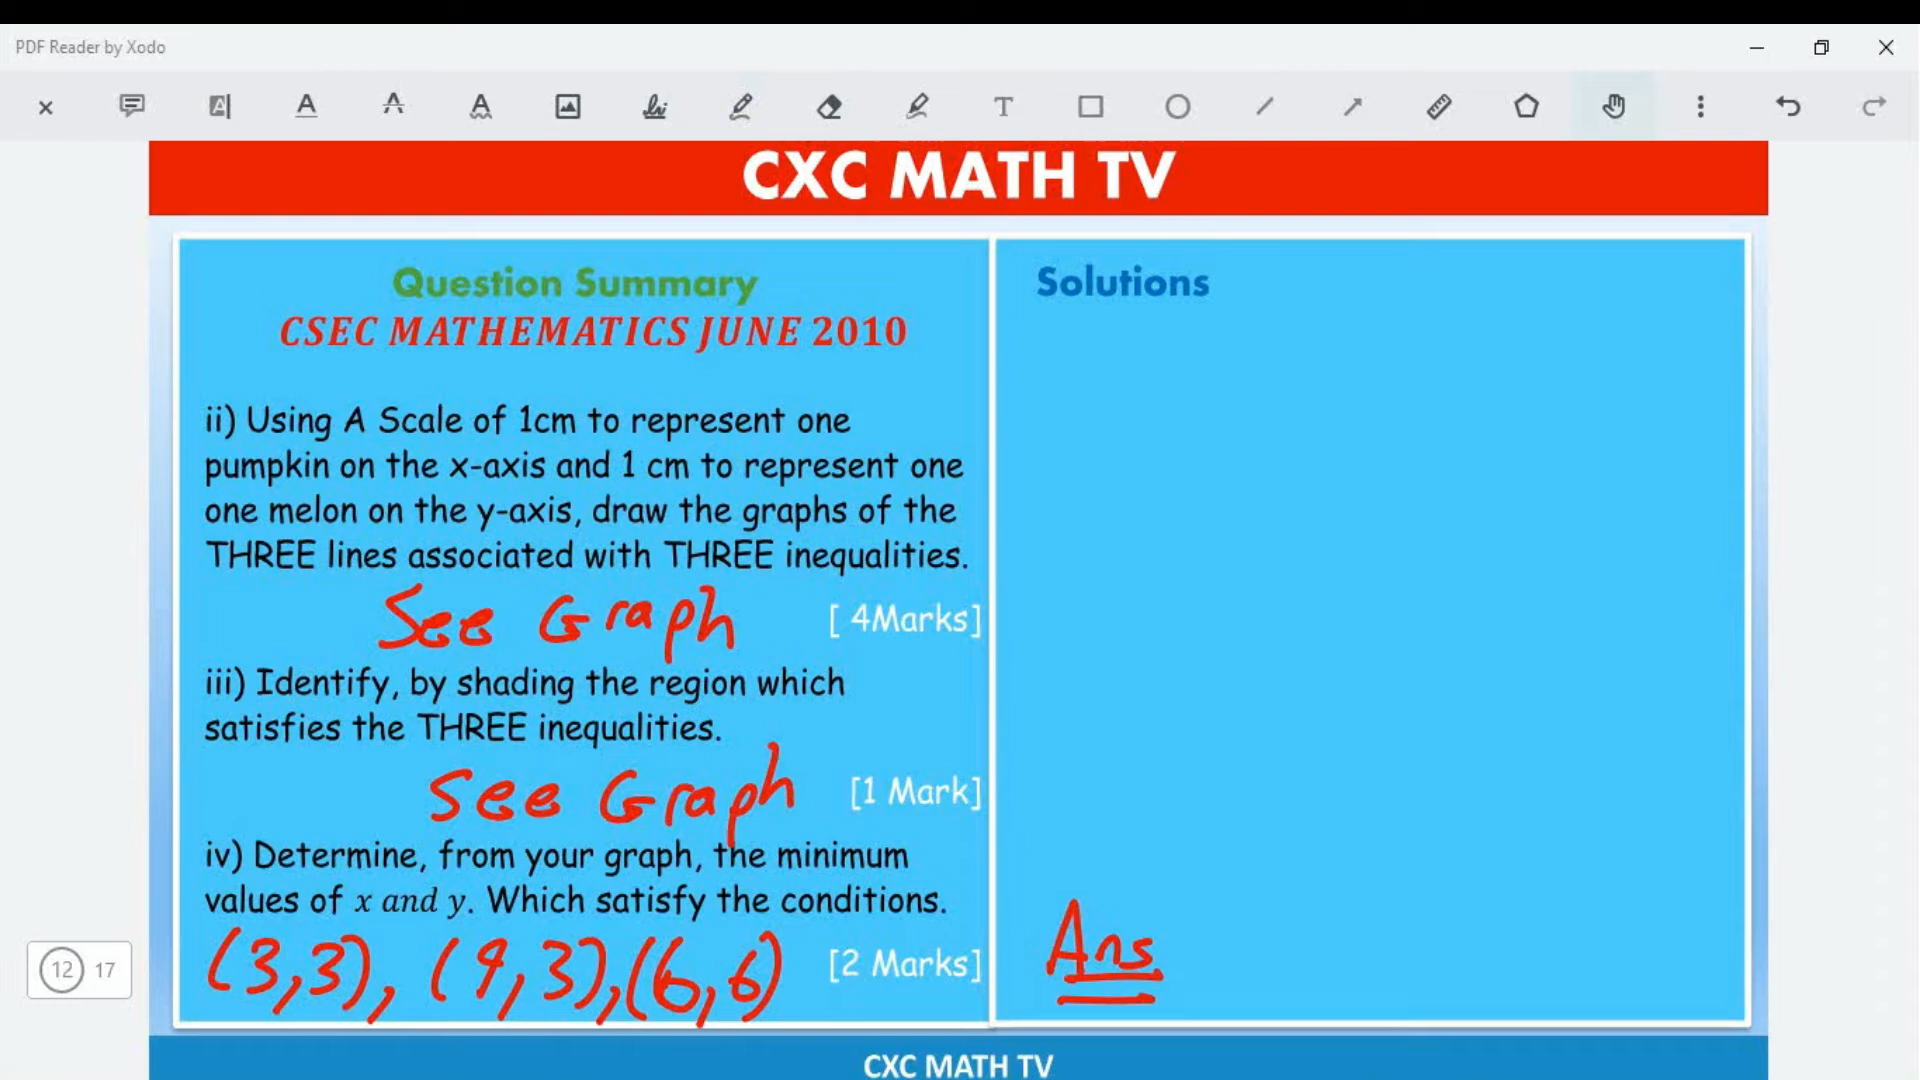 PDF Reader by Xodo
CXC MATH TV
Question Summary
CSEC MATHEMATICS JUNE 2010
ii) Using A Scale of 1cm to represent one
pumpkin on the x-axis and 1 cm to represent one
one melon on the y-axis, draw the graphs of the
THREE lines associated with THREE inequalities.
See Graph [ 4Marks]
iii) Identify, by shading the region which
satisfies the THREE inequalities.
See Graph [1 Mark]
iv) Determine, from your graph, the minimum
values of x and y. Which satisfy the conditions.
(3,3), (9,3),(6,6) [2 Marks]
Solutions
Ans
12 17
CXC MATH TV